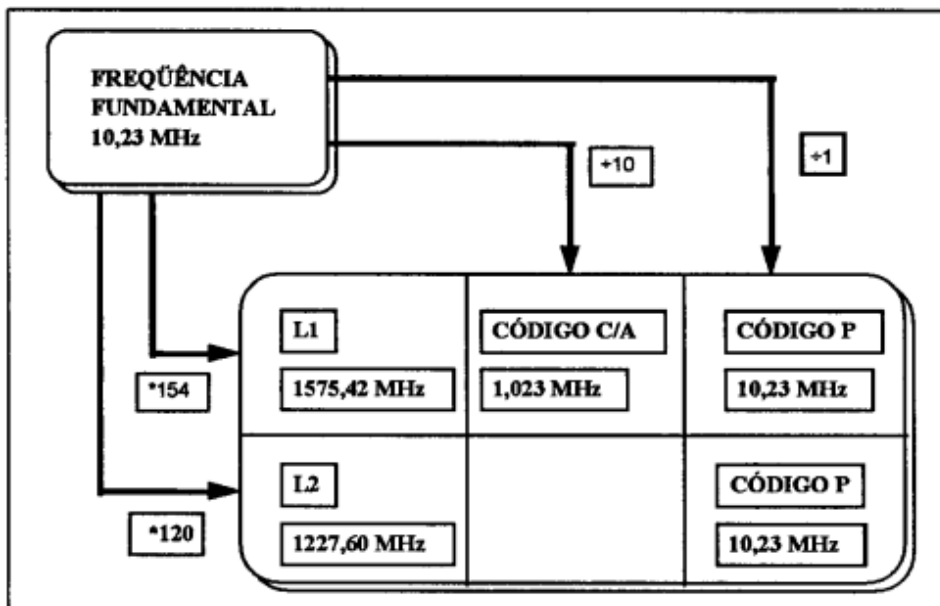 FREQÜÊNCIA
FUNDAMENTAL
10,23 MHz
÷10
÷1
L1
CÓDIGO C/A
CÓDIGO P
1575,42 MHz
1,023 MHz
10,23 MHz
*154
L2
CÓDIGO P
*120
1227,60 MHz
10,23 MHz